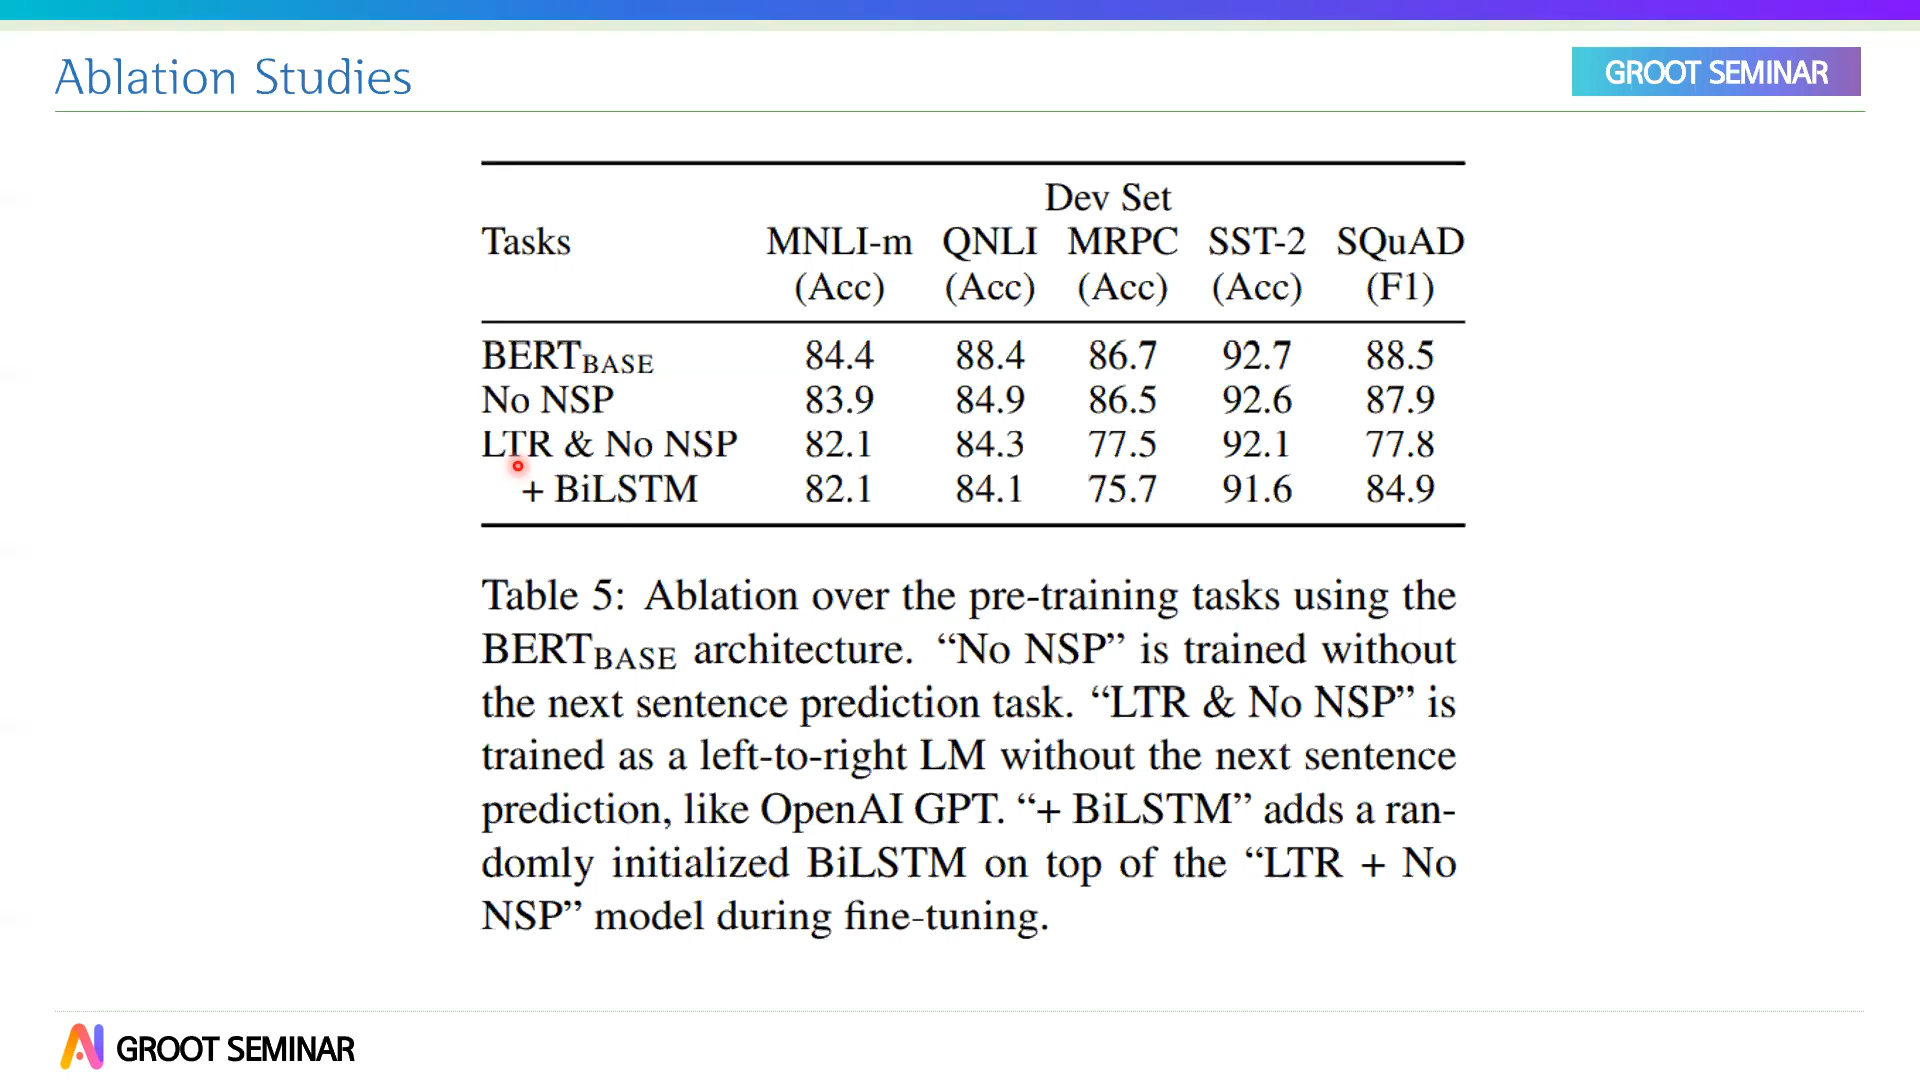 Ablation Studies
GROOT SEMINAR
Dev Set
Tasks MNLI-m QNLI MRPC SST-2 SQuAD
(Acc) (Acc) (Acc) (Acc) (F1)
BERTBASE 84.4 88.4 86.7 92.7 88.5
No NSP 83.9 84.9 86.5 92.6 87.9
LTR & No NSP 82.1 84.3 77.5 92.1 77.8
+ BiLSTM 82.1 84.1 75.7 91.6 84.9
Table 5: Ablation over the pre-training tasks using the
BERTBASE architecture. “No NSP” is trained without
the next sentence prediction task. “LTR & No NSP” is
trained as a left-to-right LM without the next sentence
prediction, like OpenAI GPT. “+ BiLSTM” adds a ran-
domly initialized BiLSTM on top of the “LTR + No
NSP” model during fine-tuning.
GROOT SEMINAR